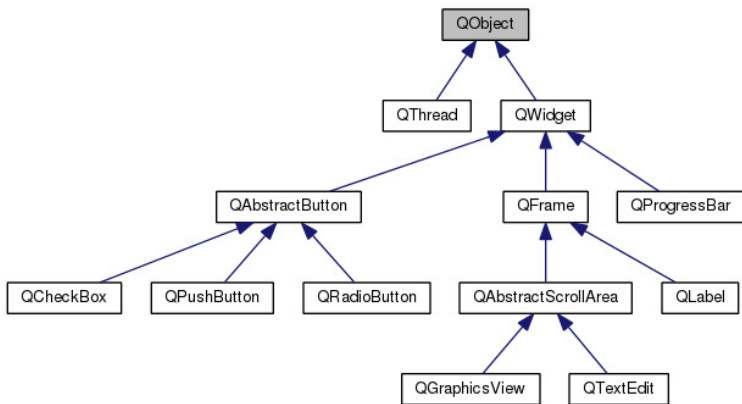 QObject
QThread
QWidget
QAbstractButton
QFrame
QProgressBar
QCheckBox
QPushButton
QRadioButton
QAbstractScrollArea
QLabel
QGraphicsView
QTextEdit